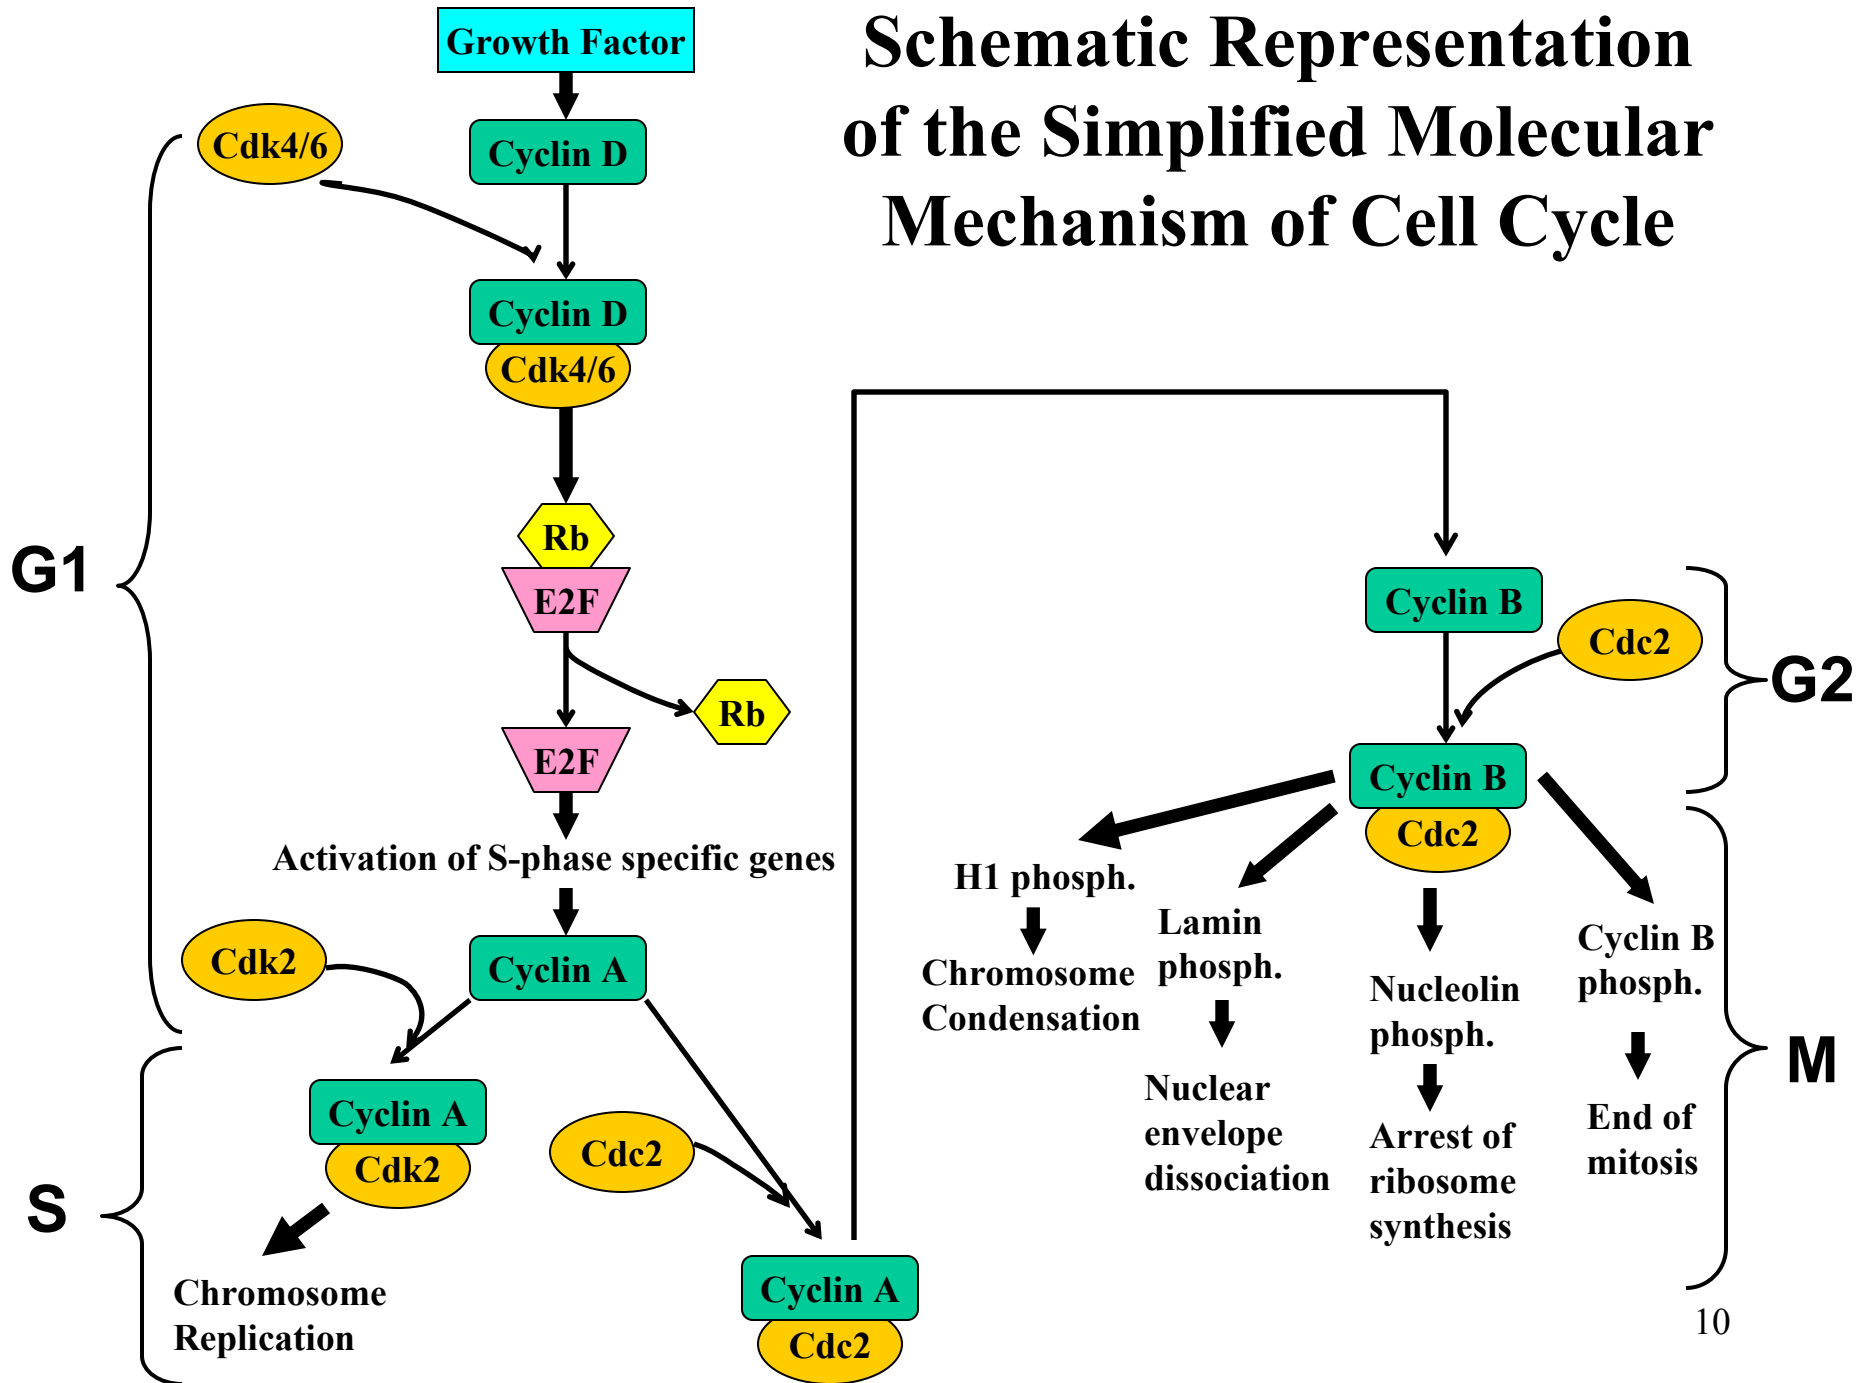 Schematic Representation
of the Simplified Molecular
Mechanism of Cell Cycle
Growth Factor
Cdk4/6
Cyclin D
Cyclin D
Cdk4/6
Rb
E2F
G1
Rb
E2F
Activation of S-phase specific genes
Cdk2
Cyclin A
Cyclin A
Cdk2
Cdc2
S
Chromosome
Replication
Cyclin A
Cdc2
Cyclin B
Cdc2
G2
Cyclin B
Cdc2
H1 phosph.
Chromosome
Condensation
Lamin
phosph.
Nuclear
envelope
dissociation
Nucleolin
phosph.
Arrest of
ribosome
synthesis
Cyclin B
phosph.
End of
mitosis
M
10